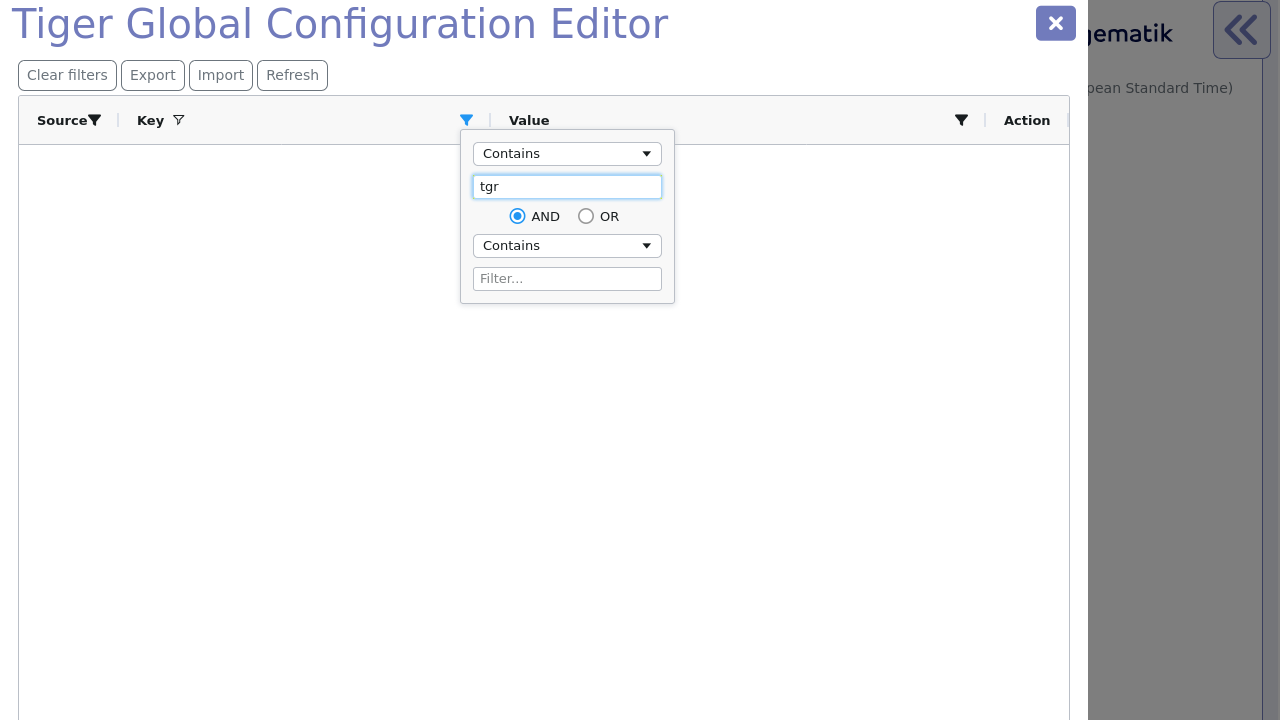 Tiger Global Configuration Editor
gematik
Clear filters
Export
Import
Refresh
pean Standard Time)
Source
Key
Value
Action
Contains
tgr
AND
OR
Contains
Filter...